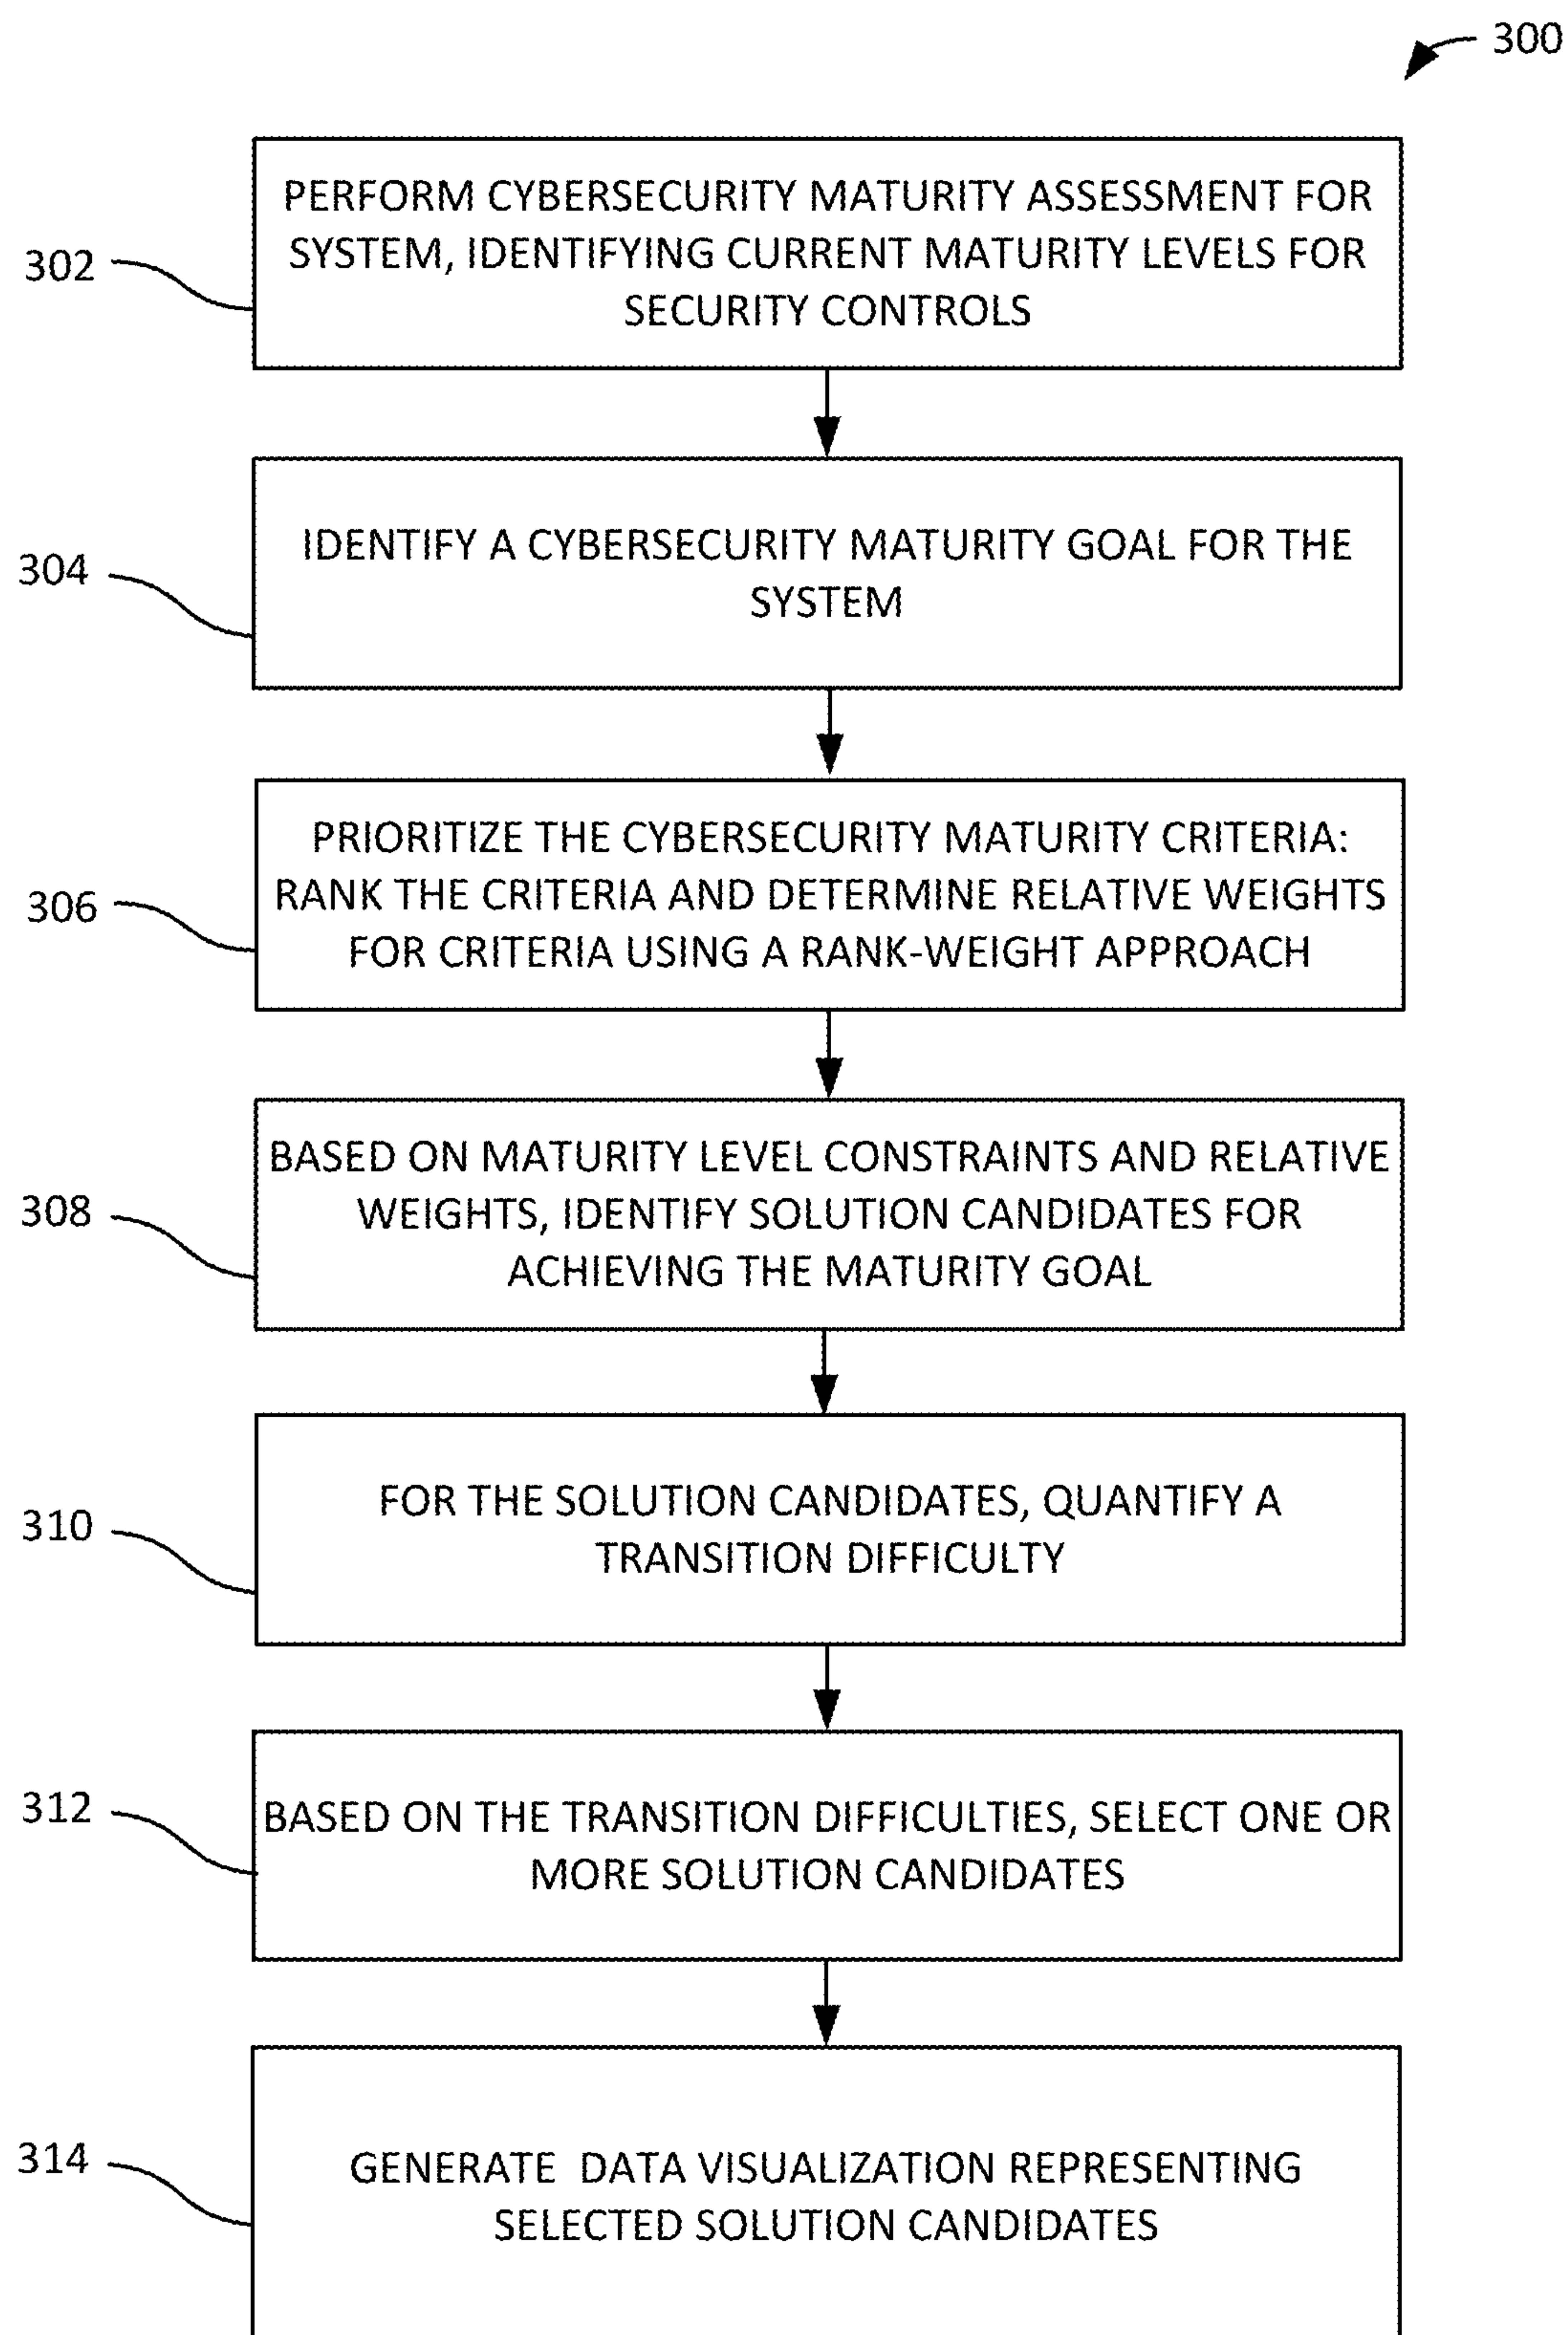 300
PERFORM CYBERSECURITY MATURITY ASSESSMENT FOR
SYSTEM, IDENTIFYING CURRENT MATURITY LEVELS FOR
SECURITY CONTROLS
302
IDENTIFY A CYBERSECURITY MATURITY GOAL FOR THE
SYSTEM
304
PRIORITIZE THE CYBERSECURITY MATURITY CRITERIA:
RANK THE CRITERIA AND DETERMINE RELATIVE WEIGHTS
FOR CRITERIA USING A RANK-WEIGHT APPROACH
306
BASED ON MATURITY LEVEL CONSTRAINTS AND RELATIVE
WEIGHTS, IDENTIFY SOLUTION CANDIDATES FOR
ACHIEVING THE MATURITY GOAL
308
FOR THE SOLUTION CANDIDATES, QUANTIFY A
TRANSITION DIFFICULTY
310
BASED ON THE TRANSITION DIFFICULTIES, SELECT ONE OR
MORE SOLUTION CANDIDATES
312
GENERATE  DATA VISUALIZATION REPRESENTING
SELECTED SOLUTION CANDIDATES
314